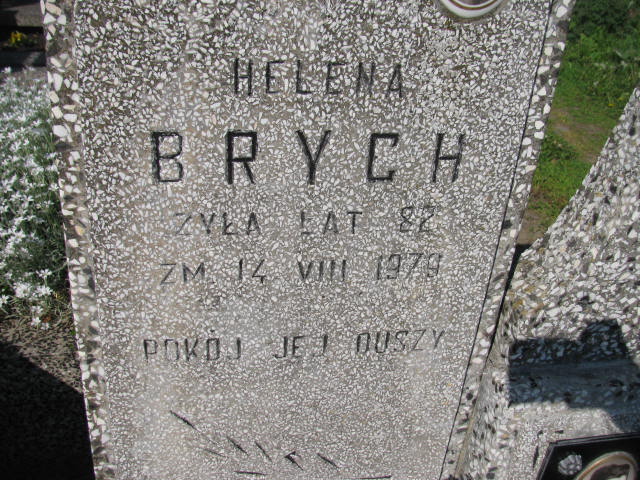 HELENA
BRYCH
ŻYŁA LAT 82
ZM. 14 VIII 1979
POKÓJ JEJ DUSZY